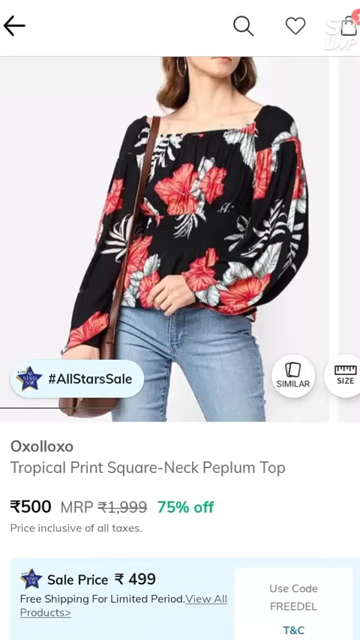 #AllStarsSale
SIMILAR
SIZE
Oxolloxo
Tropical Print Square-Neck Peplum Top
₹500 MRP ₹1,999 75% off
Price inclusive of all taxes.
Sale Price ₹ 499
Free Shipping For Limited Period.View All
Products>
Use Code
FREEDEL
T&C